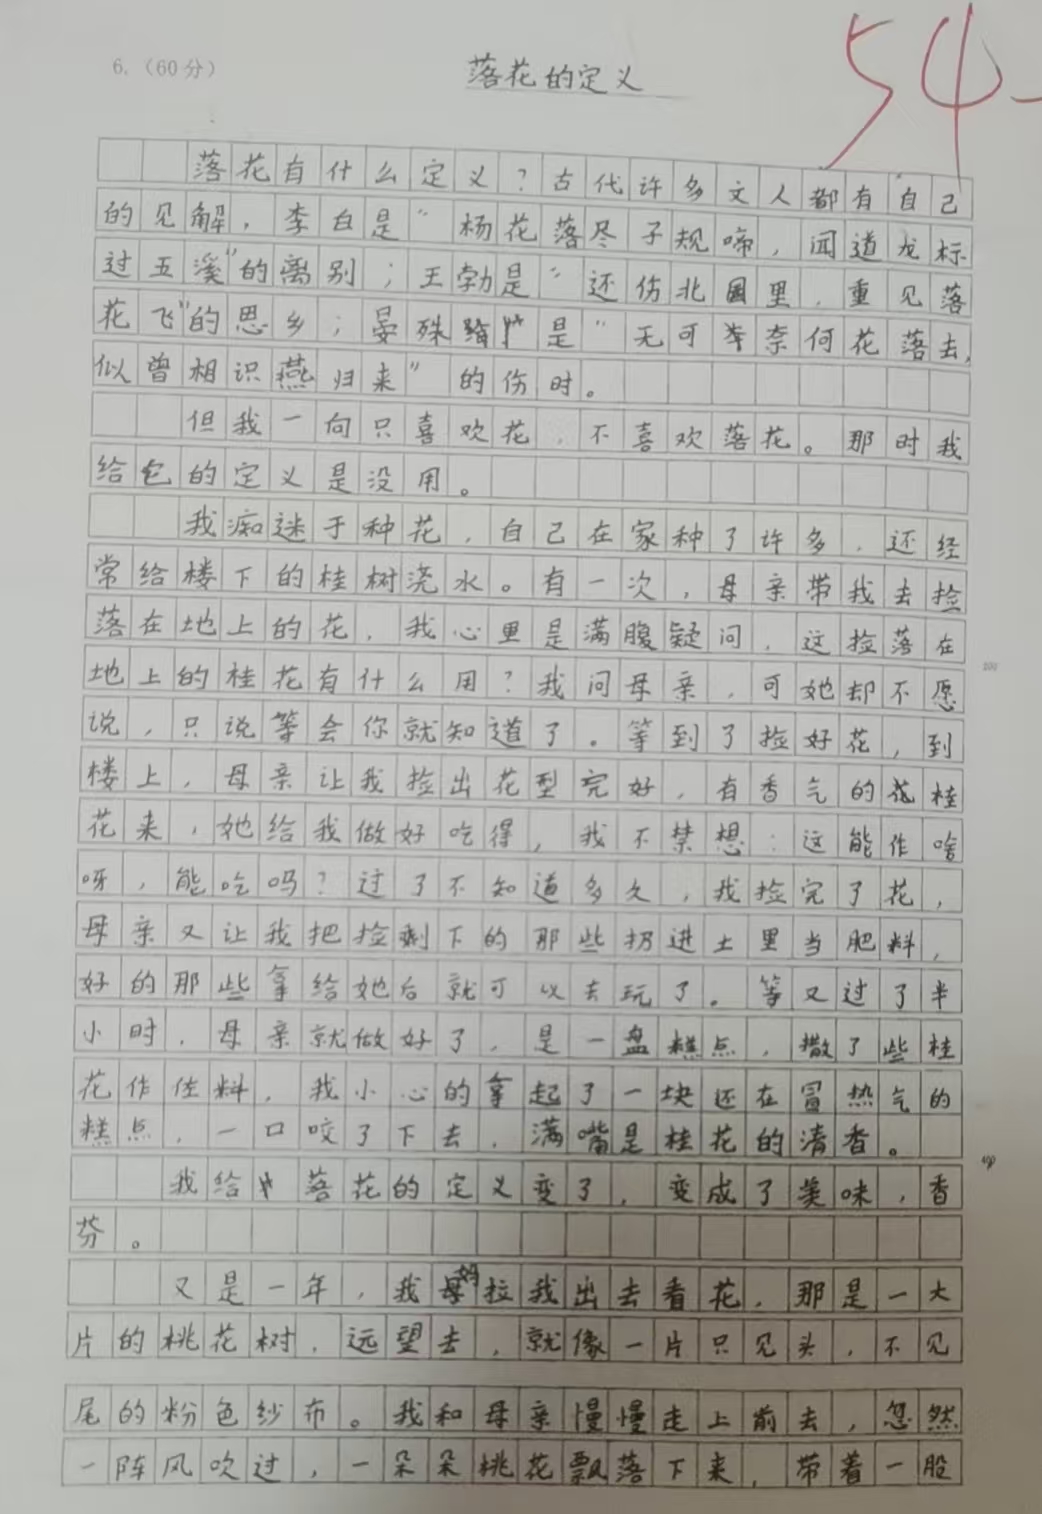 6.（60分）
落花的定义
54
落花有什么定义？古代许多文人都有自己
的见解，李白是“杨花落尽子规啼，闻道龙标
过五溪”的离别；王勃是“还伤北国里，重见落
花飞”的思乡；晏殊是“无可奈何花落去，
似曾相识燕归来”的伤时。
但我一向只喜欢花，不喜欢落花。那时我
给它的定义是没用。
我痴迷于种花，自己在家种了许多，还经
常给楼下的桂树浇水。有一次，母亲带我去捡
落在地上的花，我心里是满腹疑问，这捡落在
地上的桂花有什么用？我问母亲，可她却不愿
说，只说等会你就知道了。等到了捡好花，到
楼上，母亲让我捡出花型完好，有香气的桂
花来，她给我做好吃得，我不禁想：这能作啥
呀，能吃吗？过了不知道多久，我捡完了花，
母亲又让我把捡剩下的那些扔进土里当肥料，
好的那些拿给她后就可以去玩了。等又过了半
小时，母亲就做好了，是一盘糕点，撒了些桂
花作佐料，我小心的拿起了一块还在冒热气的
糕点，一口咬了下去，满嘴是桂花的清香。
我给落花的定义变了，变成了美味，香
芬。
又是一年，我妈拉我出去看花，那是一大
片的桃花树，远望去，就像一片只见头，不见
尾的粉色纱布。我和母亲慢慢走上前去，忽然
一阵风吹过，一朵朵桃花飘落下来，带着一股